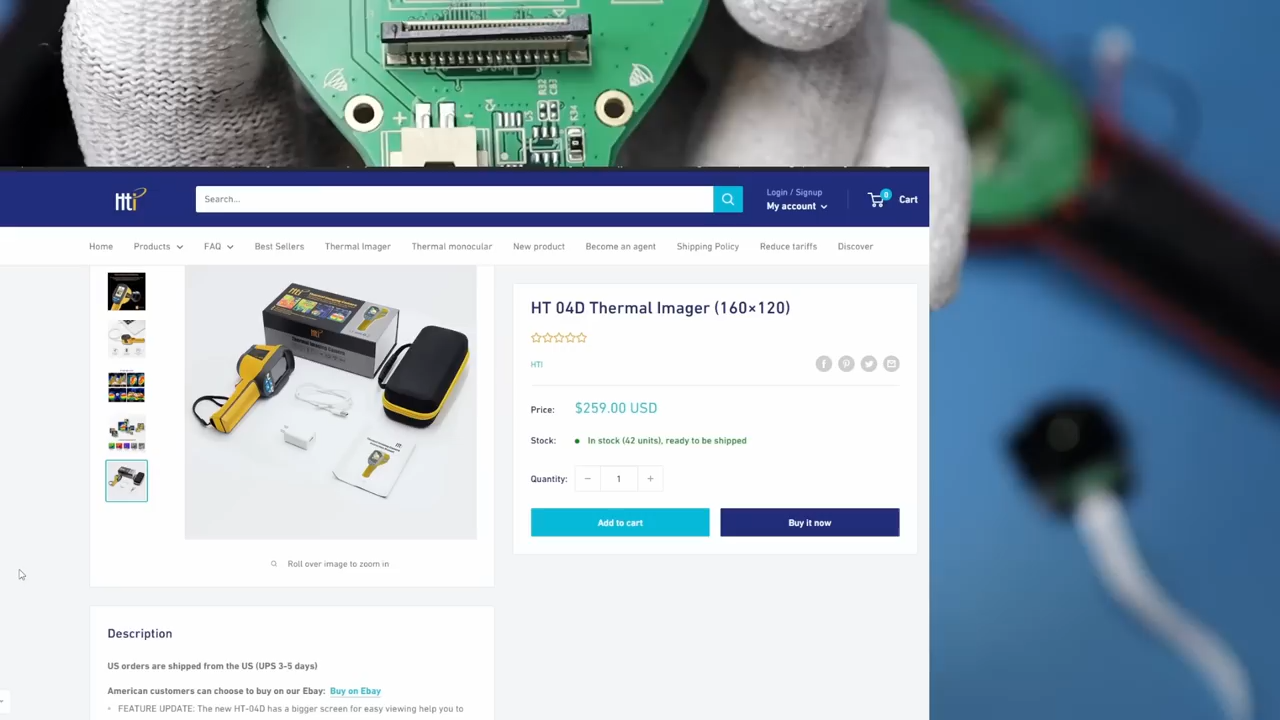 + -
R32
C83
hti
Search...
Login / Signup
My account
0
Cart
Home
Products
FAQ
Best Sellers
Thermal Imager
Thermal monocular
New product
Become an agent
Shipping Policy
Reduce tariffs
Discover
HT 04D Thermal Imager (160×120)
HTI
Price: $259.00 USD
Stock: In stock (42 units), ready to be shipped
Quantity: − 1 +
Add to cart
Buy it now
Roll over image to zoom in
Description
US orders are shipped from the US (UPS 3-5 days)
American customers can choose to buy on our Ebay: Buy on Ebay
FEATURE UPDATE: The new HT-04D has a bigger screen for easy viewing help you to